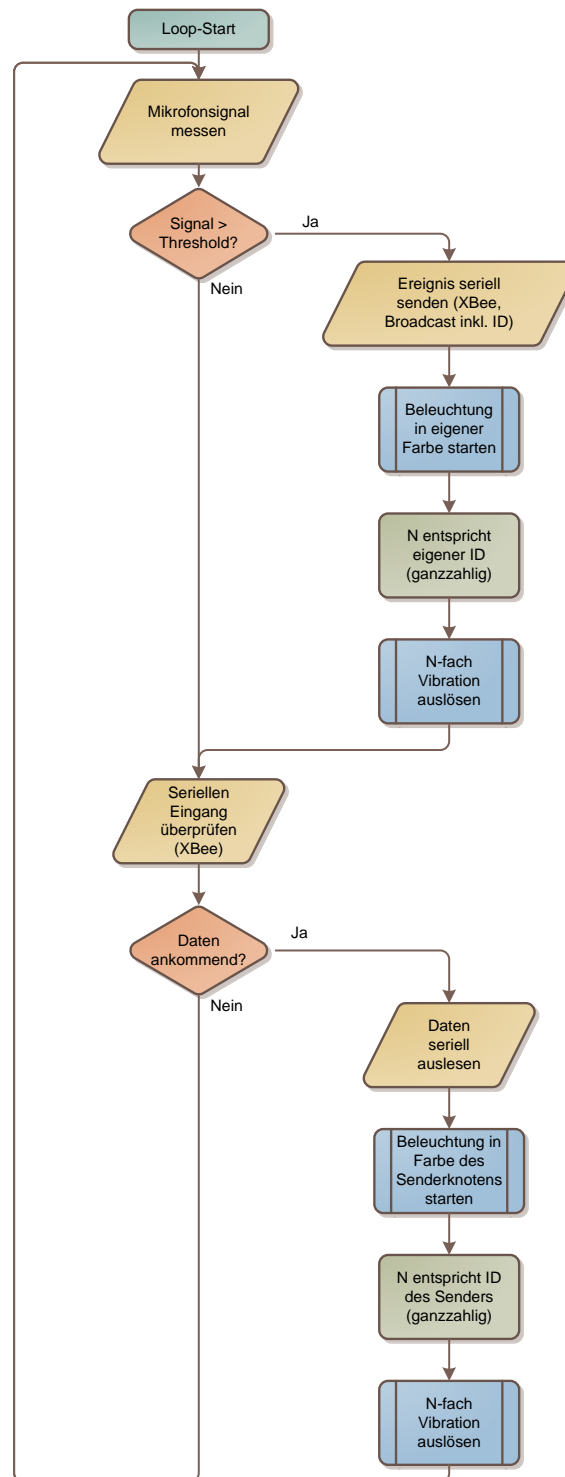 Loop-Start
Mikrofonsignal
messen
Signal >
Threshold?
Ja
Nein
Ereignis seriell
senden (XBee,
Broadcast inkl. ID)
Beleuchtung
in eigener
Farbe starten
N entspricht
eigener ID
(ganzzahlig)
N-fach
Vibration
auslösen
Seriellen
Eingang
überprüfen
(XBee)
Daten
ankommend?
Ja
Nein
Daten
seriell
auslesen
Beleuchtung in
Farbe des
Senderknotens
starten
N entspricht ID
des Senders
(ganzzahlig)
N-fach
Vibration
auslösen